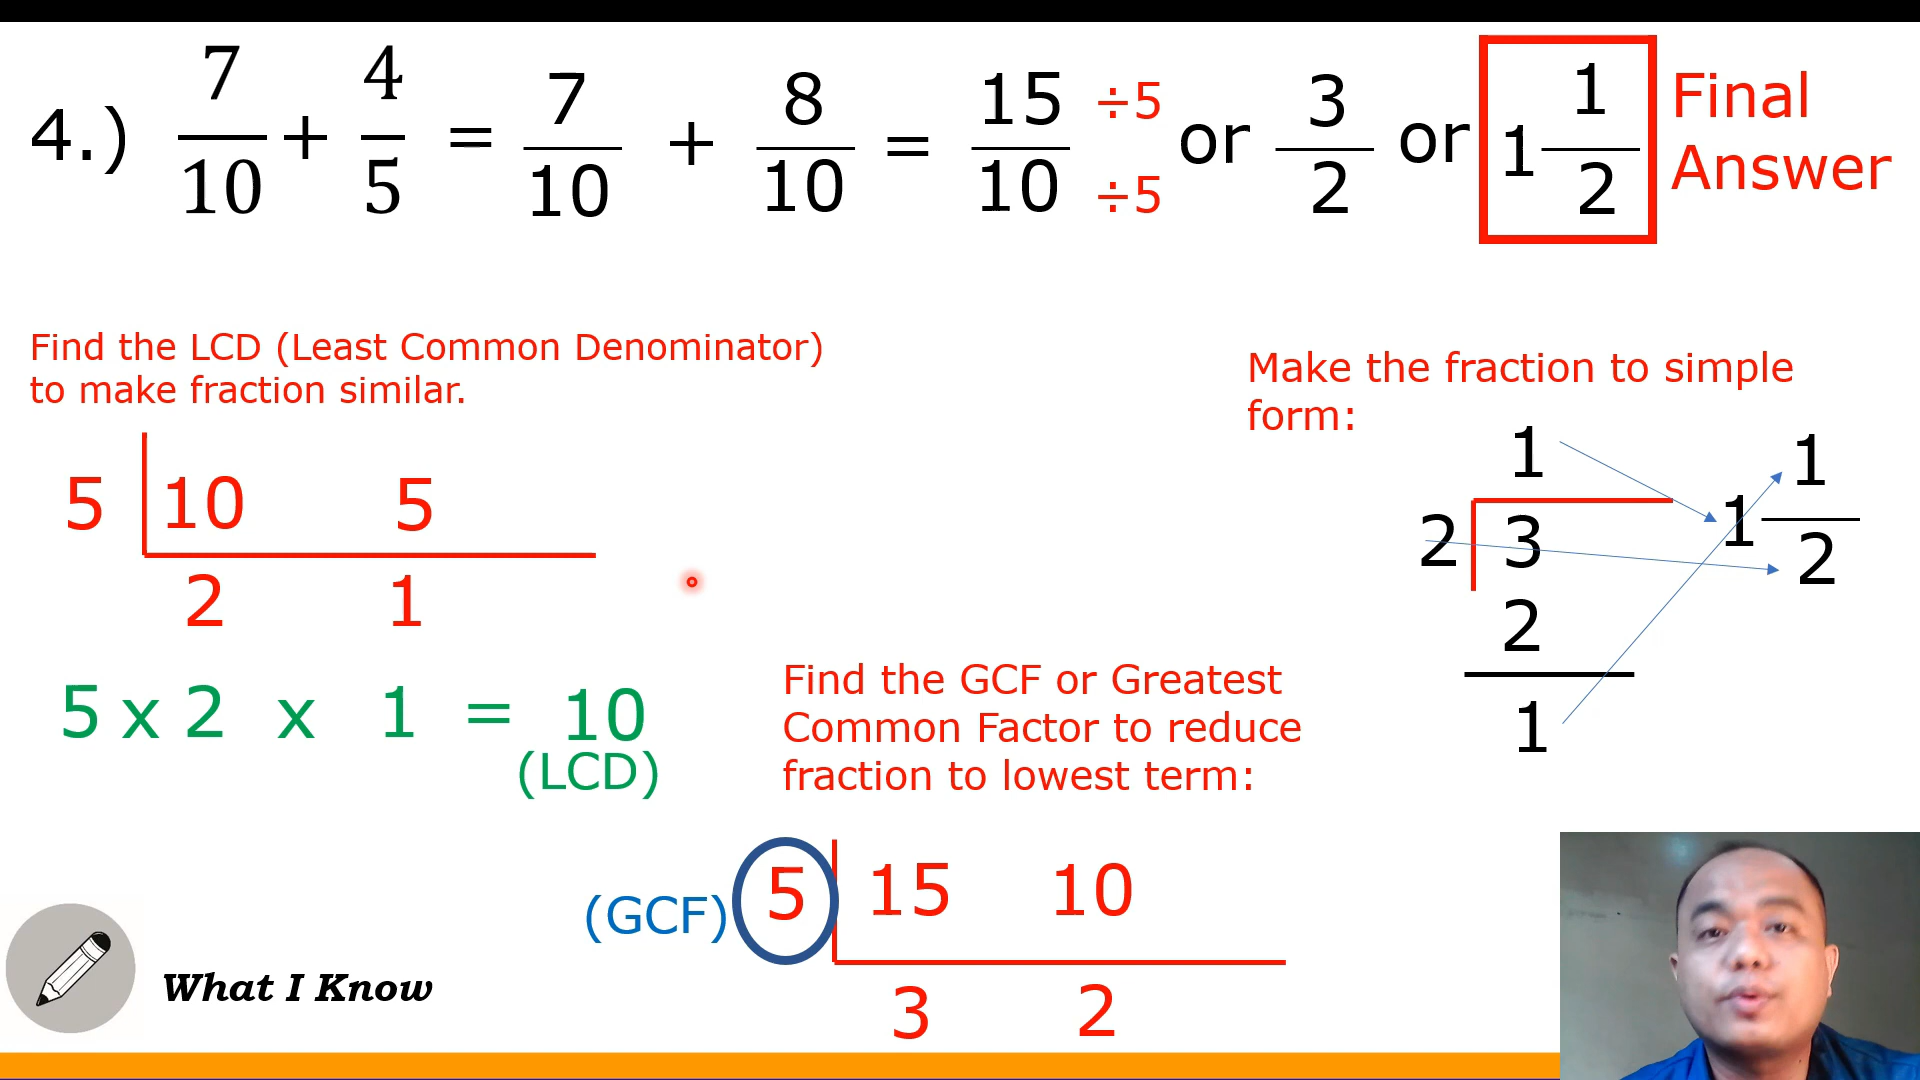 4.) 7/10 + 4/5 = 7/10 + 8/10 = 15/10 ÷5 ÷5 or 3/2 or 1 1/2 Final Answer
Find the LCD (Least Common Denominator)
to make fraction similar.
5 10 5
2 1
5 x 2 x 1 = 10
(LCD)
Find the GCF or Greatest
Common Factor to reduce
fraction to lowest term:
(GCF) 5 15 10
3 2
Make the fraction to simple
form:
1
2 3
2
1
1 1/2
What I Know